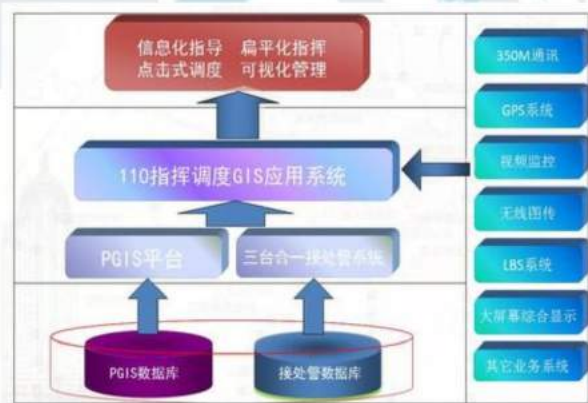 信息化指导 扁平化指挥
点击式调度 可视化管理
110指挥调度GIS应用系统
PGIS平台
三台合一接处管系统
PGIS数据库
接处管数据库
350M通讯
GPS系统
视频监控
无线图传
LBS系统
大屏幕综合显示
其它业务系统